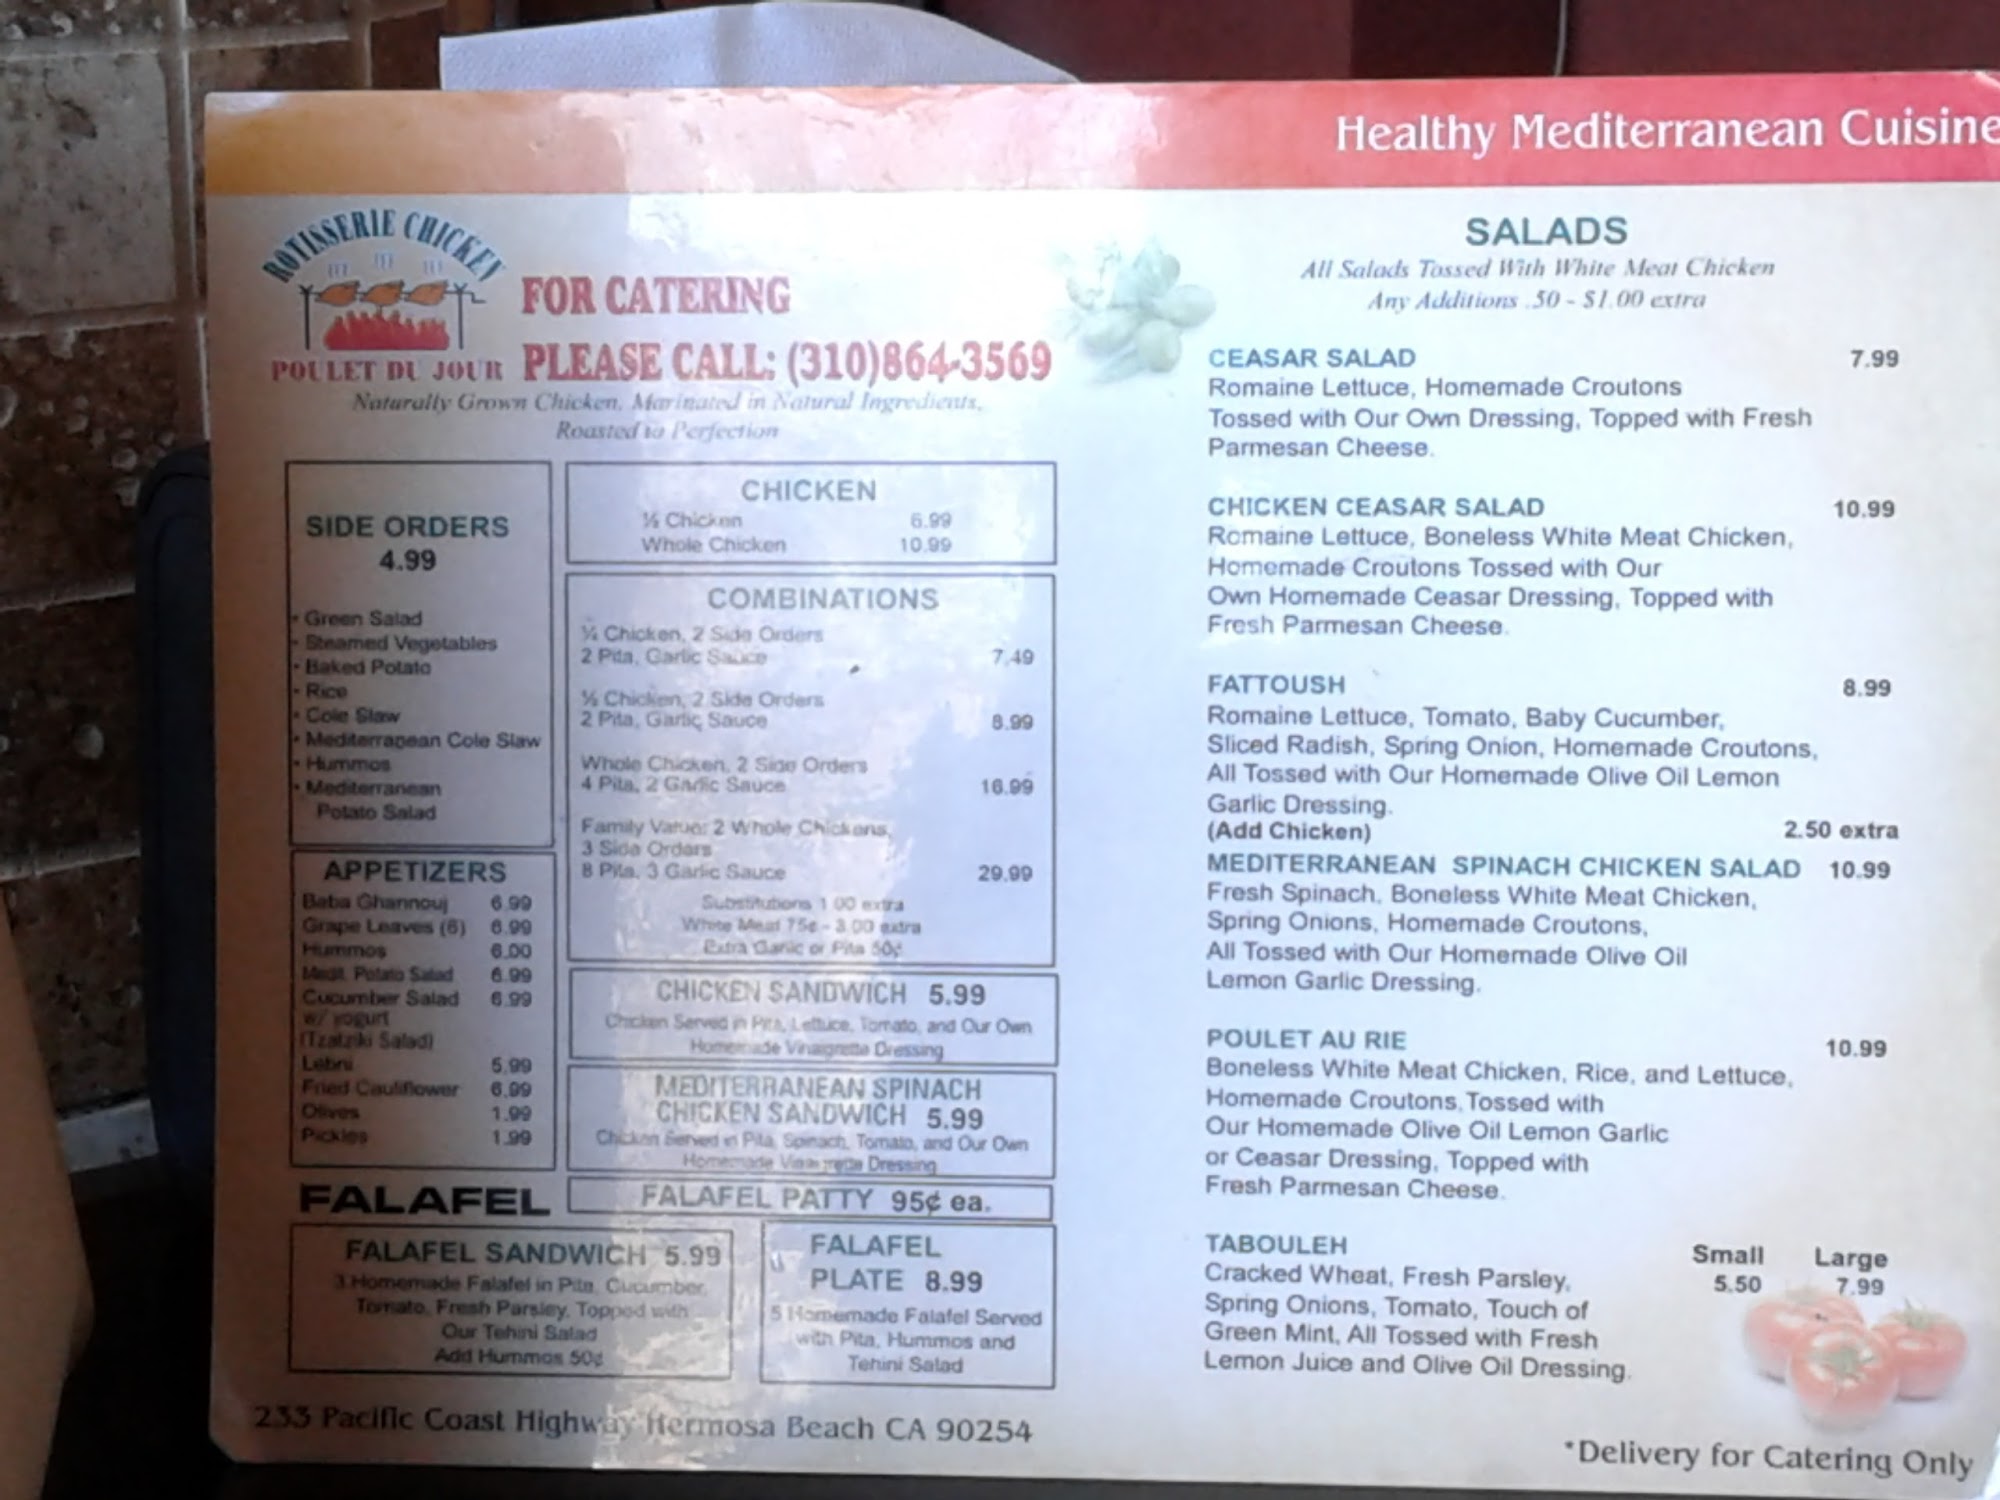 Healthy Mediterranean Cuisine
ROTISSERIE CHICKEN
POULET DU JOUR
FOR CATERING
PLEASE CALL: (310)864-3569
Naturally Grown Chicken, Marinated in Natural Ingredients,
Roasted to Perfection
SIDE ORDERS
4.99
• Green Salad
• Steamed Vegetables
• Baked Potato
• Rice
• Cole Slaw
• Mediterranean Cole Slaw
• Hummos
• Mediterranean
Potato Salad
APPETIZERS
Baba Ghannouj 6.99
Grape Leaves (6) 6.99
Hummos 6.00
Medit. Potato Salad 6.99
Cucumber Salad 6.99
w/ yogurt
(Tzatziki Salad)
Lebni 5.99
Fried Cauliflower 6.99
Olives 1.99
Pickles 1.99
CHICKEN
½ Chicken 6.99
Whole Chicken 10.99
COMBINATIONS
¼ Chicken, 2 Side Orders
2 Pita, Garlic Sauce 7.49
½ Chicken, 2 Side Orders
2 Pita, Garlic Sauce 8.99
Whole Chicken, 2 Side Orders
4 Pita, 2 Garlic Sauce 16.99
Family Value: 2 Whole Chickens,
3 Side Orders
8 Pita, 3 Garlic Sauce 29.99
Substitutions 1.00 extra
White Meat 75¢ - 3.00 extra
Extra Garlic or Pita 50¢
CHICKEN SANDWICH 5.99
Chicken Served in Pita, Lettuce, Tomato, and Our Own
Homemade Vinaigrette Dressing
MEDITERRANEAN SPINACH
CHICKEN SANDWICH 5.99
Chicken Served in Pita, Spinach, Tomato, and Our Own
Homemade Vinaigrette Dressing
FALAFEL
FALAFEL PATTY 95¢ ea.
FALAFEL SANDWICH 5.99
3 Homemade Falafel in Pita, Cucumber,
Tomato, Fresh Parsley, Topped with
Our Tehini Salad
Add Hummos 50¢
FALAFEL
PLATE 8.99
5 Homemade Falafel Served
with Pita, Hummos and
Tehini Salad
233 Pacific Coast Highway Hermosa Beach CA 90254
SALADS
All Salads Tossed With White Meat Chicken
Any Additions .50 - $1.00 extra
CEASAR SALAD 7.99
Romaine Lettuce, Homemade Croutons
Tossed with Our Own Dressing, Topped with Fresh
Parmesan Cheese.
CHICKEN CEASAR SALAD 10.99
Romaine Lettuce, Boneless White Meat Chicken,
Homemade Croutons Tossed with Our
Own Homemade Ceasar Dressing, Topped with
Fresh Parmesan Cheese.
FATTOUSH 8.99
Romaine Lettuce, Tomato, Baby Cucumber,
Sliced Radish, Spring Onion, Homemade Croutons,
All Tossed with Our Homemade Olive Oil Lemon
Garlic Dressing.
(Add Chicken) 2.50 extra
MEDITERRANEAN SPINACH CHICKEN SALAD 10.99
Fresh Spinach, Boneless White Meat Chicken,
Spring Onions, Homemade Croutons,
All Tossed with Our Homemade Olive Oil
Lemon Garlic Dressing.
POULET AU RIE 10.99
Boneless White Meat Chicken, Rice, and Lettuce,
Homemade Croutons, Tossed with
Our Homemade Olive Oil Lemon Garlic
or Ceasar Dressing, Topped with
Fresh Parmesan Cheese.
TABOULEH Small Large
Cracked Wheat, Fresh Parsley, 5.50 7.99
Spring Onions, Tomato, Touch of
Green Mint, All Tossed with Fresh
Lemon Juice and Olive Oil Dressing.
*Delivery for Catering Only